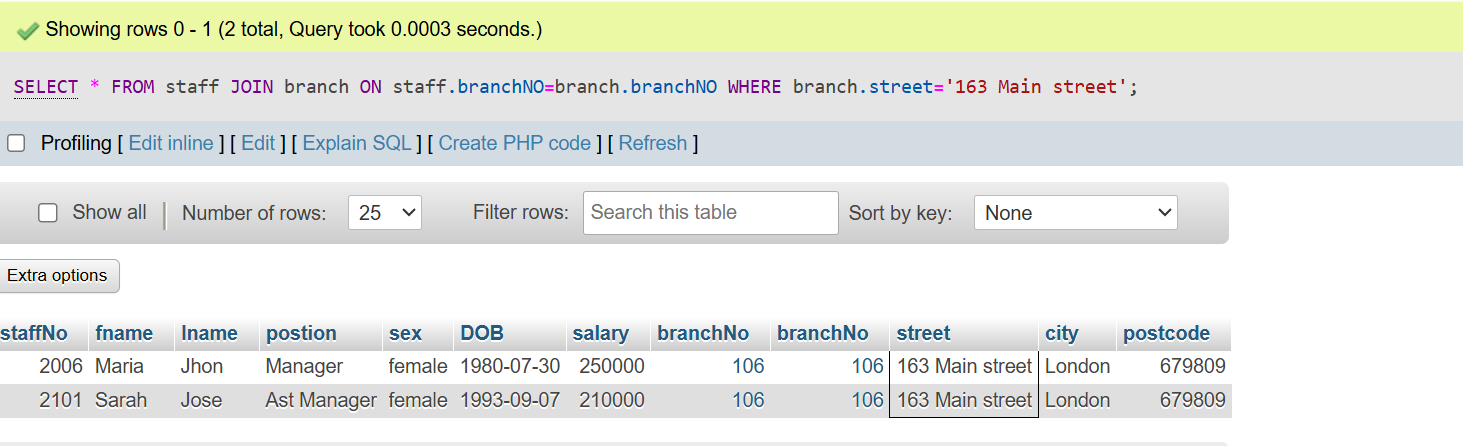 Showing rows 0 - 1 (2 total, Query took 0.0003 seconds.)
SELECT * FROM staff JOIN branch ON staff.branchNO=branch.branchNO WHERE branch.street='163 Main street';
Profiling [ Edit inline ] [ Edit ] [ Explain SQL ] [ Create PHP code ] [ Refresh ]
Show all Number of rows: 25 Filter rows: Search this table Sort by key: None
Extra options
staffNo fname lname postion sex DOB salary branchNo branchNo street city postcode
2006 Maria Jhon Manager female 1980-07-30 250000 106 106 163 Main street London 679809
2101 Sarah Jose Ast Manager female 1993-09-07 210000 106 106 163 Main street London 679809